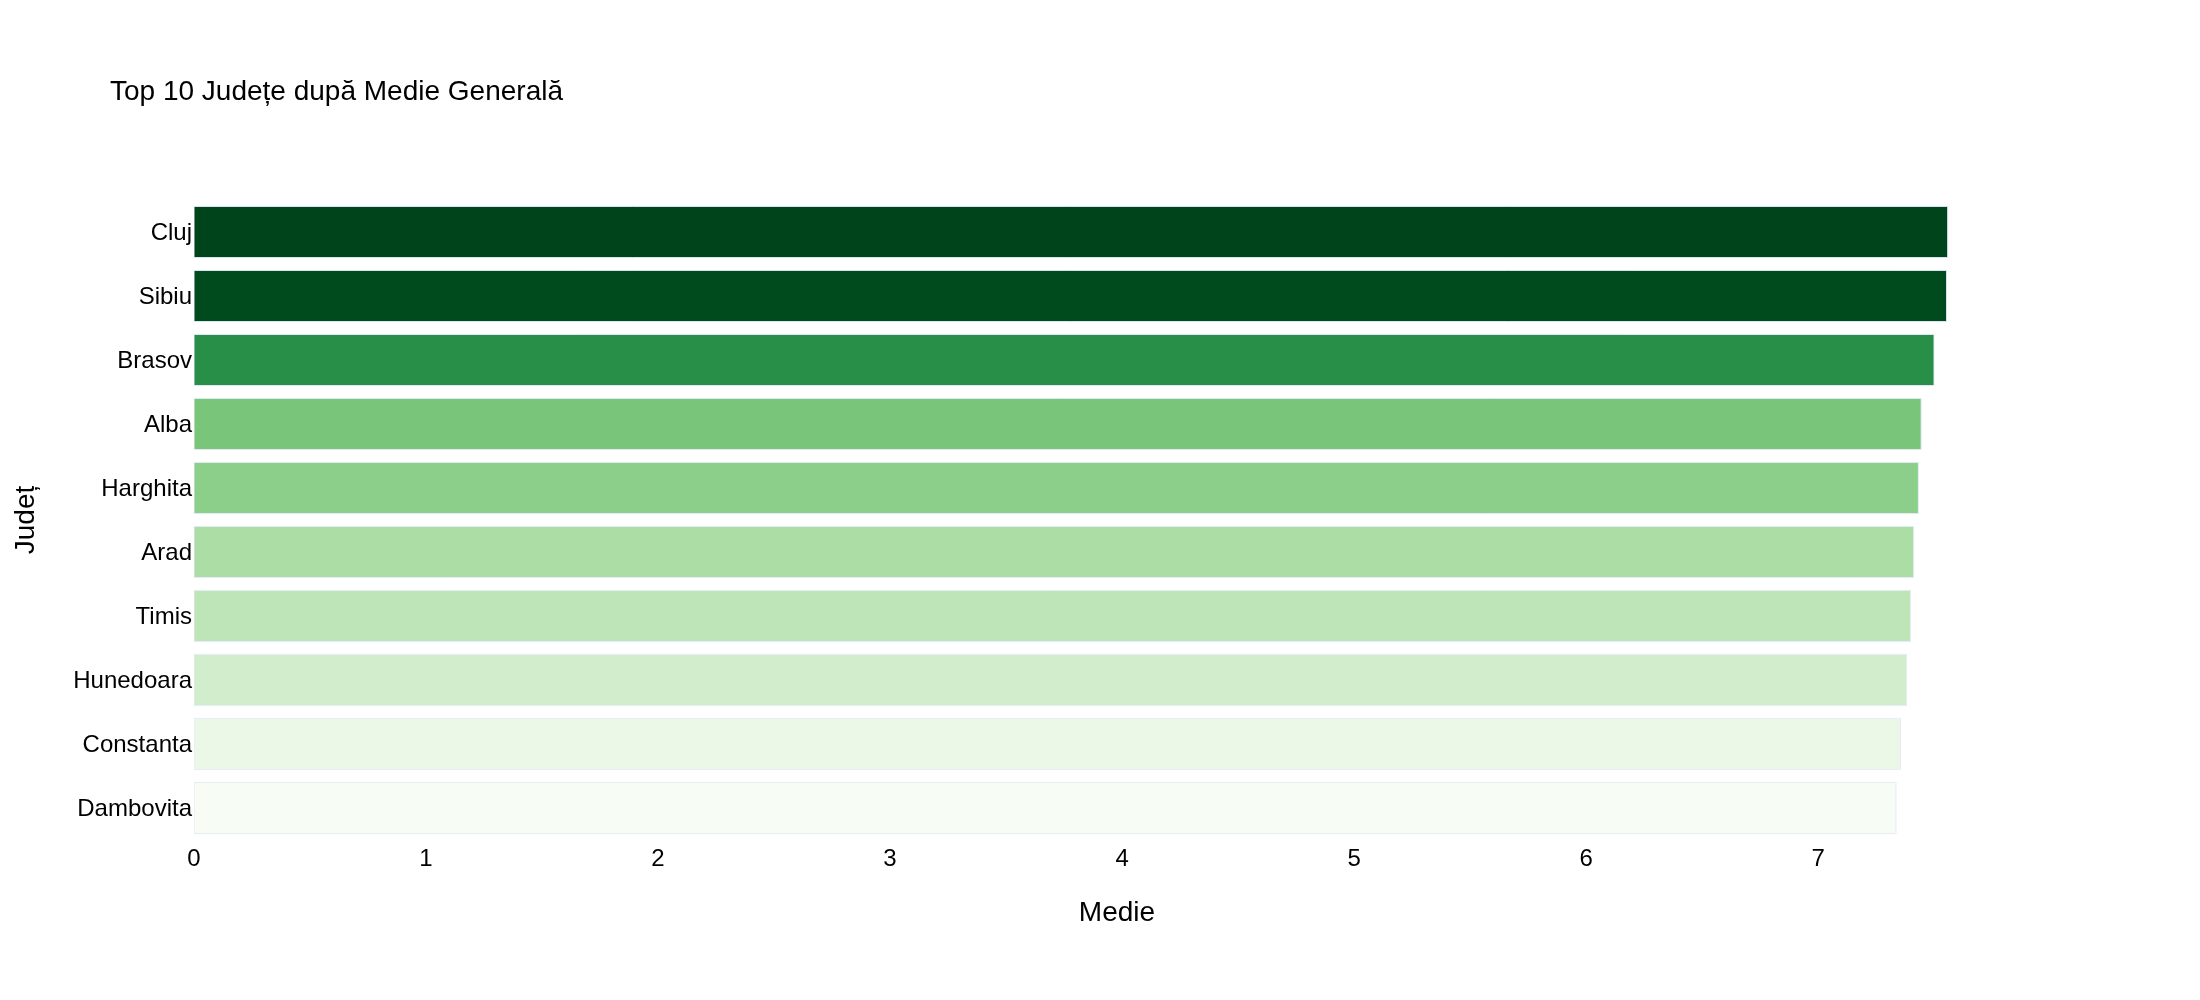 Top 10 Județe după Medie Generală
Cluj
Sibiu
Brasov
Alba
Harghita
Arad
Timis
Hunedoara
Constanta
Dambovita
Județ
0 1 2 3 4 5 6 7
Medie